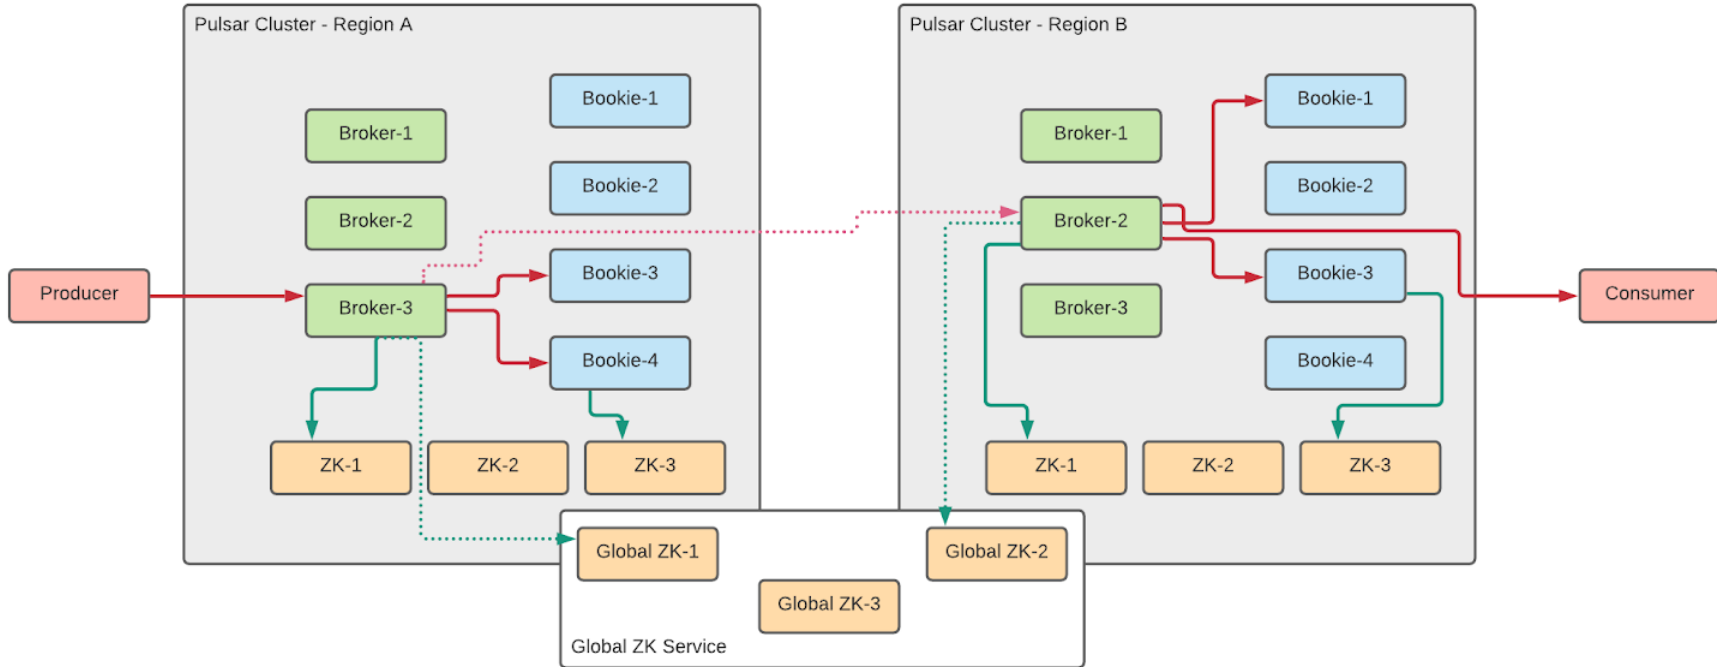 Pulsar Cluster - Region A
Bookie-1
Broker-1
Bookie-2
Broker-2
Bookie-3
Producer
Broker-3
Bookie-4
ZK-1
ZK-2
ZK-3
Pulsar Cluster - Region B
Bookie-1
Broker-1
Bookie-2
Broker-2
Bookie-3
Broker-3
Consumer
Bookie-4
ZK-1
ZK-2
ZK-3
Global ZK-1
Global ZK-2
Global ZK-3
Global ZK Service